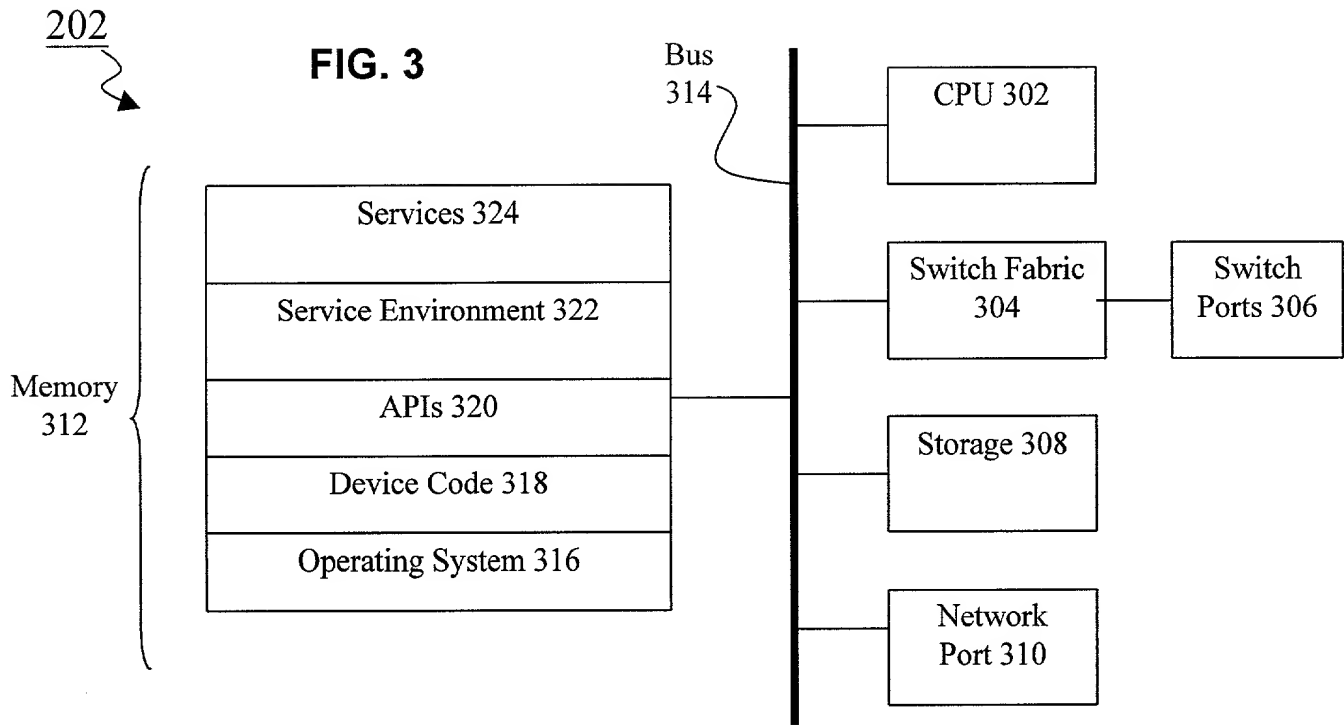 202
FIG. 3
Bus
314
CPU 302
Services 324
Switch Fabric
304
Switch
Ports 306
Service Environment 322
Memory
312
APIs 320
Storage 308
Device Code 318
Operating System 316
Network
Port 310